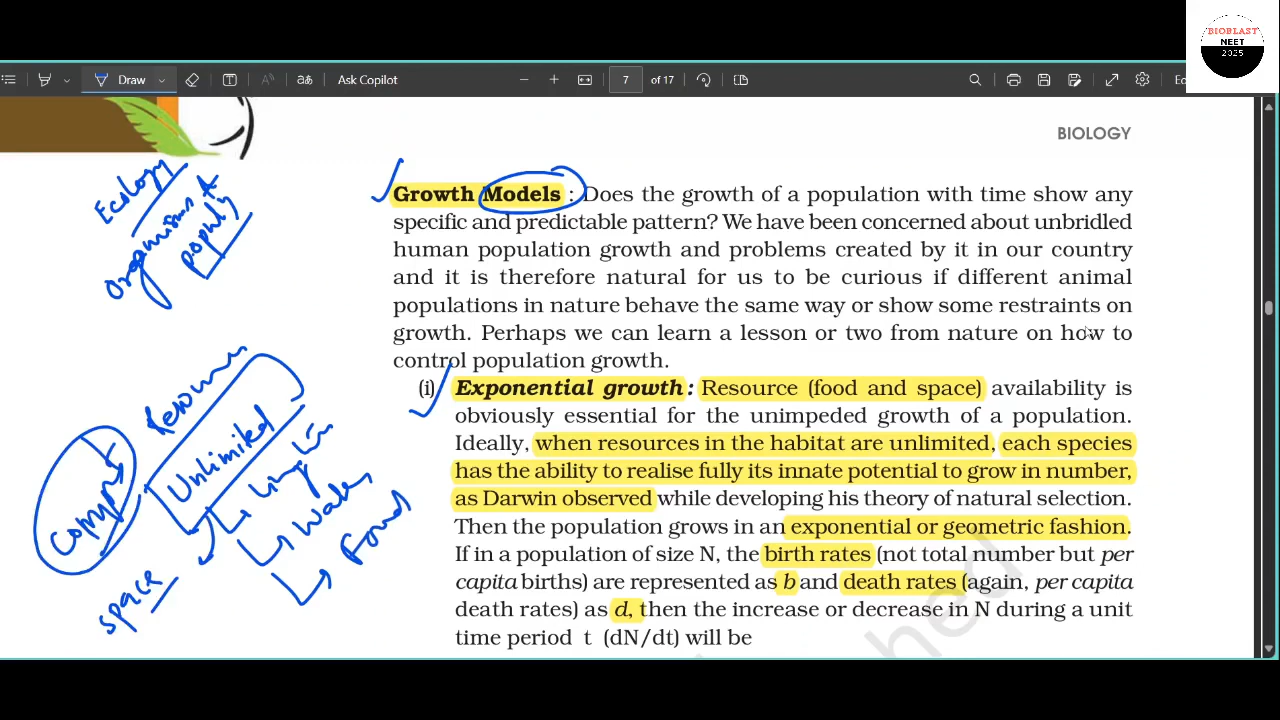 BIOBLAST
NEET
2025
Draw
Ask Copilot
7
of 17
BIOLOGY
Growth Models : Does the growth of a population with time show any
specific and predictable pattern? We have been concerned about unbridled
human population growth and problems created by it in our country
and it is therefore natural for us to be curious if different animal
populations in nature behave the same way or show some restraints on
growth. Perhaps we can learn a lesson or two from nature on how to
control population growth.
(i) Exponential growth : Resource (food and space) availability is
obviously essential for the unimpeded growth of a population.
Ideally, when resources in the habitat are unlimited, each species
has the ability to realise fully its innate potential to grow in number,
as Darwin observed while developing his theory of natural selection.
Then the population grows in an exponential or geometric fashion.
If in a population of size N, the birth rates (not total number but per
capita births) are represented as b and death rates (again, per capita
death rates) as d, then the increase or decrease in N during a unit
time period t (dN/dt) will be
Ecology
Organisms &
Unlimited
Water
Food
space